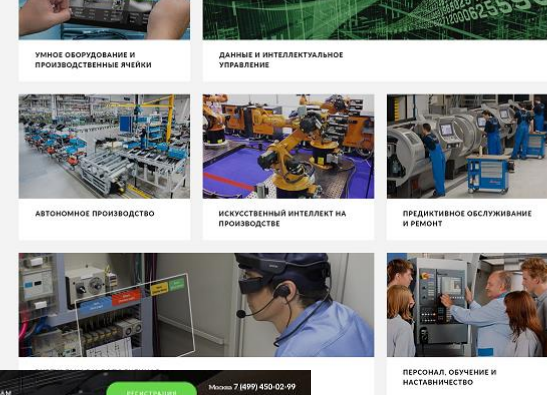 УМНОЕ ОБОРУДОВАНИЕ И
ПРОИЗВОДСТВЕННЫЕ ЯЧЕЙКИ
ДАННЫЕ И ИНТЕЛЛЕКТУАЛЬНОЕ
УПРАВЛЕНИЕ
АВТОНОМНОЕ ПРОИЗВОДСТВО
ИСКУССТВЕННЫЙ ИНТЕЛЛЕКТ НА
ПРОИЗВОДСТВЕ
ПРЕДИКТИВНОЕ ОБСЛУЖИВАНИЕ
И РЕМОНТ
ПЕРСОНАЛ, ОБУЧЕНИЕ И
НАСТАВНИЧЕСТВО
РЕГИСТРАЦИЯ
Москва 7 (499) 450-02-99